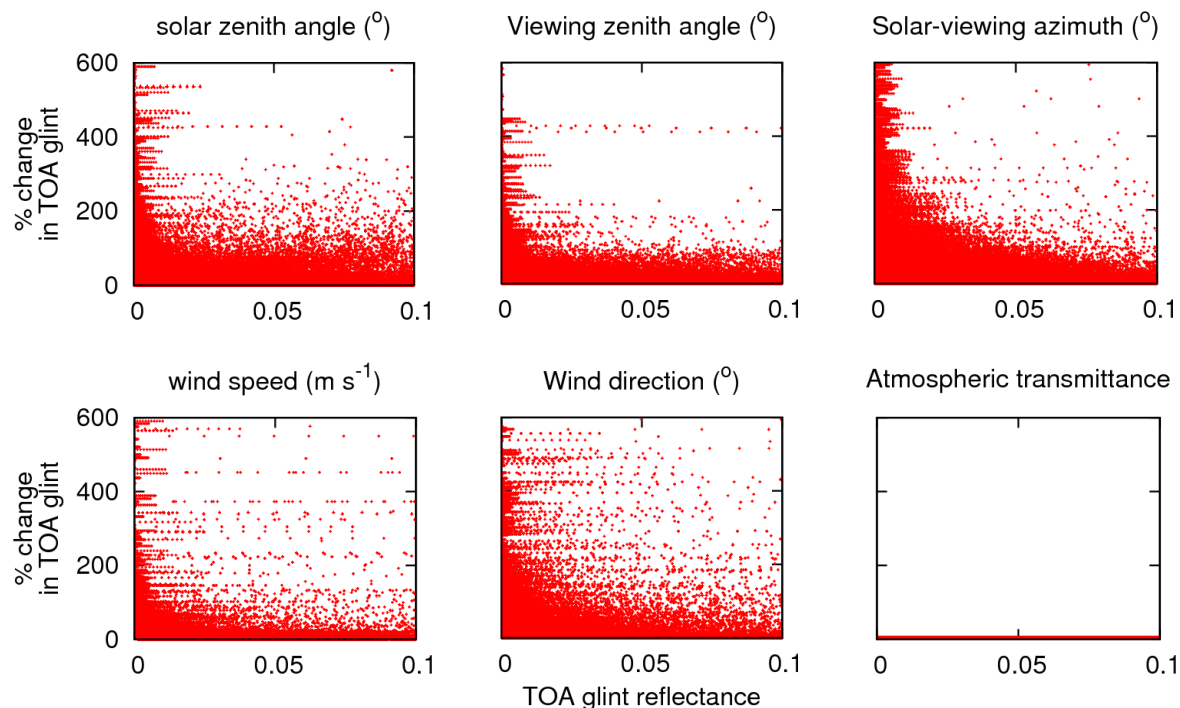 solar zenith angle (o)
Viewing zenith angle (o)
Solar-viewing azimuth (o)
% change
in TOA glint
600
400
200
0
0 0.05 0.1
0 0.05 0.1
0 0.05 0.1
wind speed (m s-1)
Wind direction (o)
Atmospheric transmittance
% change
in TOA glint
600
400
200
0
0 0.05 0.1
0 0.05 0.1
0 0.05 0.1
TOA glint reflectance